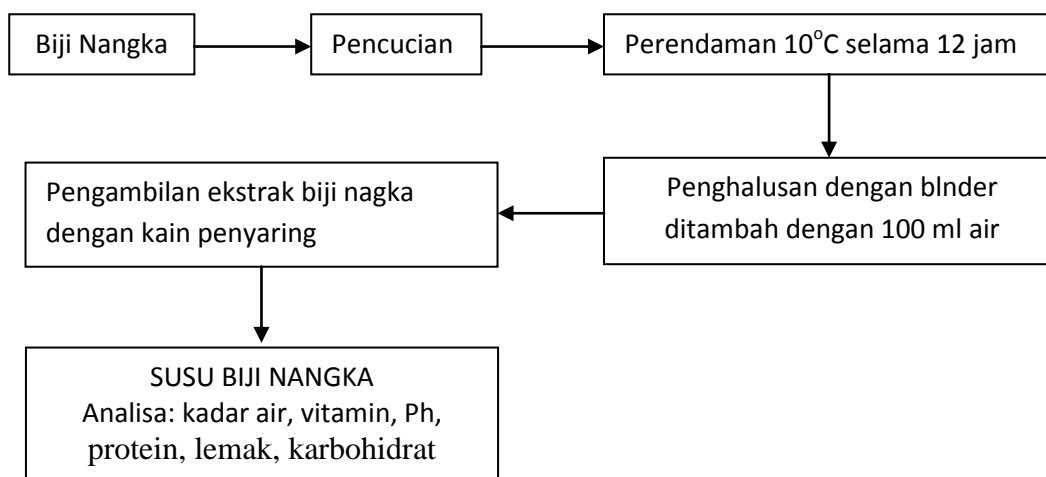 Biji Nangka
Pencucian
Perendaman 10°C selama 12 jam
Penghalusan dengan blnder
ditambah dengan 100 ml air
Pengambilan ekstrak biji nagka
dengan kain penyaring
SUSU BIJI NANGKA
Analisa: kadar air, vitamin, Ph,
protein, lemak, karbohidrat